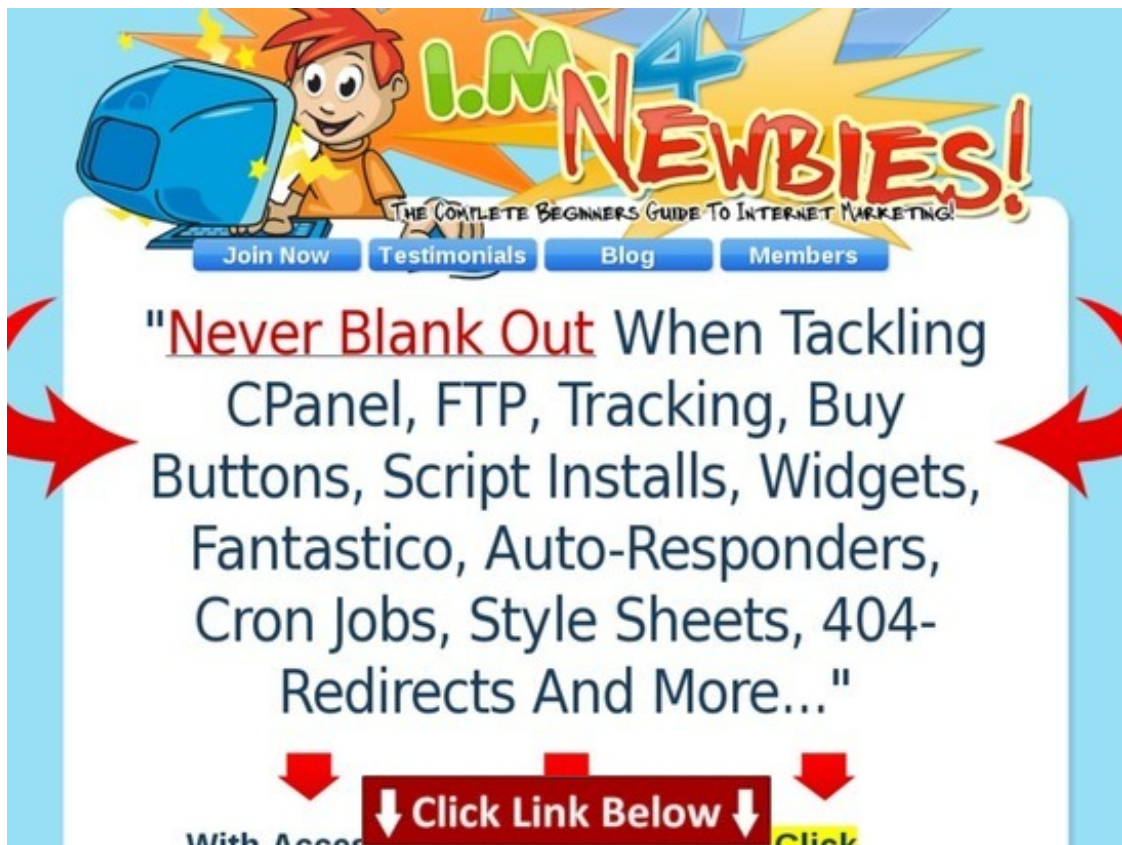 I.M. 4
NEWBIES!
THE COMPLETE BEGINNERS GUIDE TO INTERNET MARKETING!
Join Now Testimonials Blog Members
"Never Blank Out When Tackling
CPanel, FTP, Tracking, Buy
Buttons, Script Installs, Widgets,
Fantastico, Auto-Responders,
Cron Jobs, Style Sheets, 404-
Redirects And More..."
Click Link Below
With Click